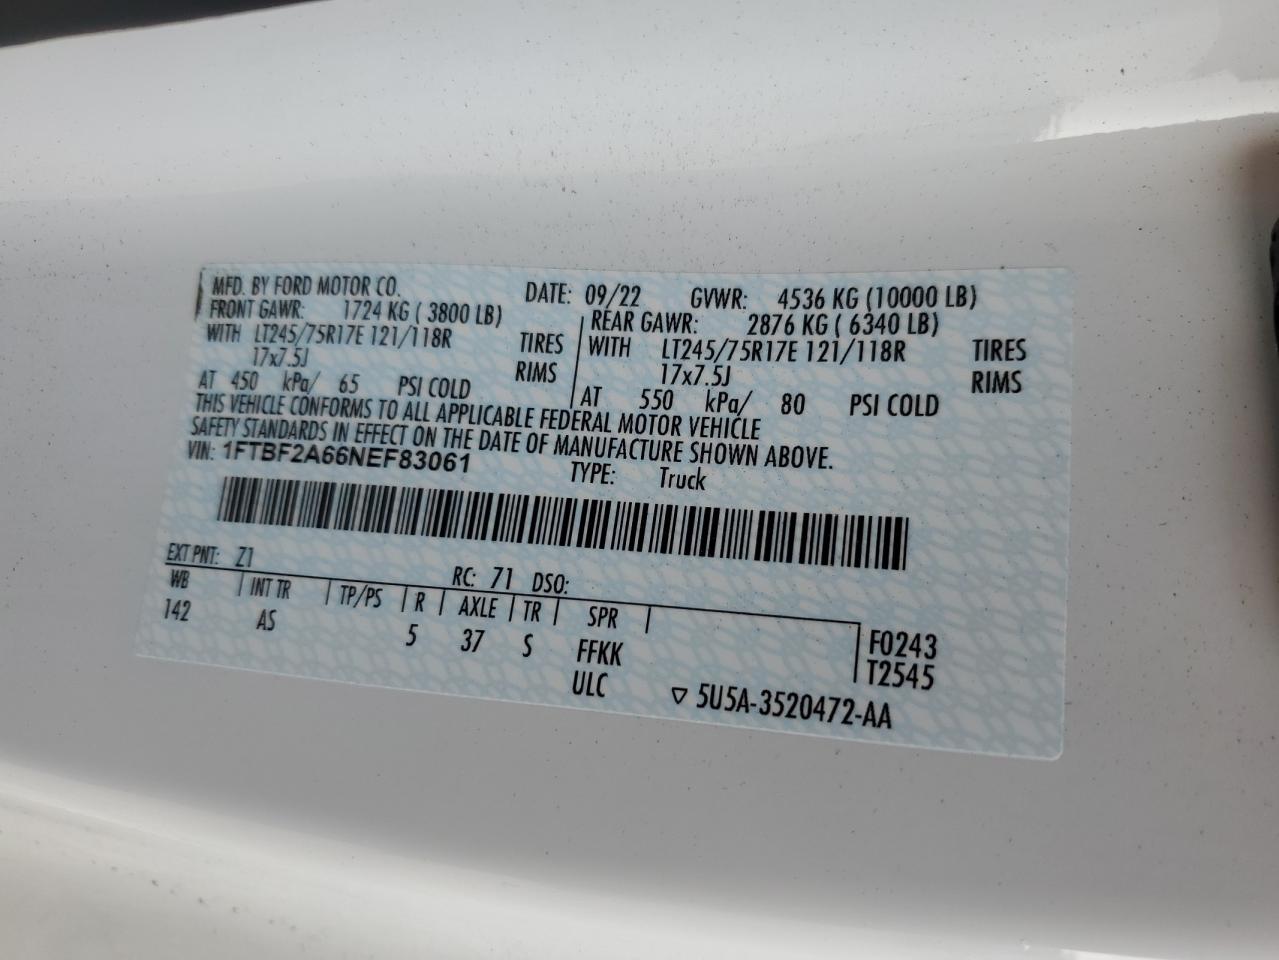 MFD. BY FORD MOTOR CO. DATE: 09/22 GVWR: 4536 KG (10000 LB)
FRONT GAWR: 1724 KG ( 3800 LB) REAR GAWR: 2876 KG ( 6340 LB)
WITH LT245/75R17E 121/118R TIRES WITH LT245/75R17E 121/118R TIRES
17x7.5J RIMS 17x7.5J RIMS
AT 450 kPa/ 65 PSI COLD AT 550 kPa/ 80 PSI COLD
THIS VEHICLE CONFORMS TO ALL APPLICABLE FEDERAL MOTOR VEHICLE
SAFETY STANDARDS IN EFFECT ON THE DATE OF MANUFACTURE SHOWN ABOVE.
VIN: 1FTBF2A66NEF83061 TYPE: Truck
EXT PNT: Z1 RC: 71 DSO:
WB INT TR TP/PS R AXLE TR SPR
142 AS 5 37 S FFKK F0243
ULC T2545
▽ 5U5A-3520472-AA